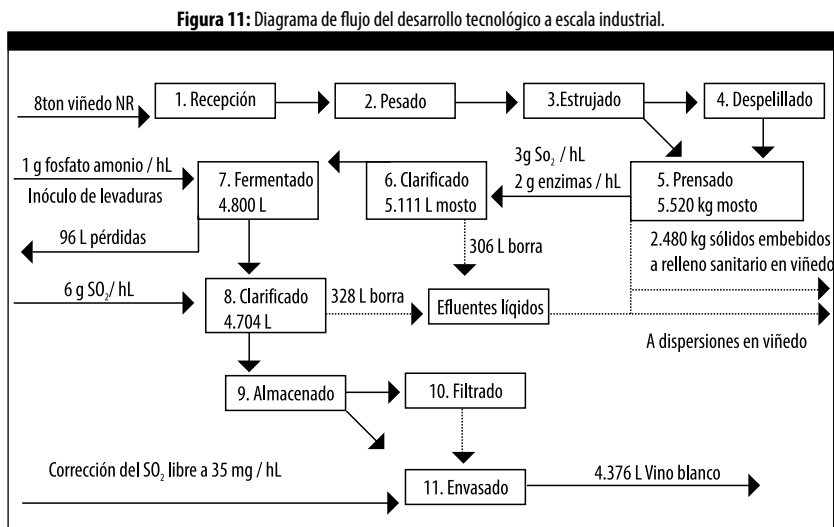 Figura 11: Diagrama de flujo del desarrollo tecnológico a escala industrial.
8ton viñedo NR
1. Recepción
2. Pesado
3.Estrujado
4. Despelillado
1 g fosfato amonio / hL
Inóculo de levaduras
7. Fermentado
4.800 L
6. Clarificado
5.111 L mosto
3g So₂ / hL
2 g enzimas / hL
5. Prensado
5.520 kg mosto
96 L pérdidas
306 L borra
2.480 kg sólidos embebidos
a relleno sanitario en viñedo
6 g SO₂/ hL
8. Clarificado
4.704 L
328 L borra
Efluentes líqidos
A dispersiones en viñedo
9. Almacenado
10. Filtrado
Corrección del SO₂ libre a 35 mg / hL
11. Envasado
4.376 L Vino blanco